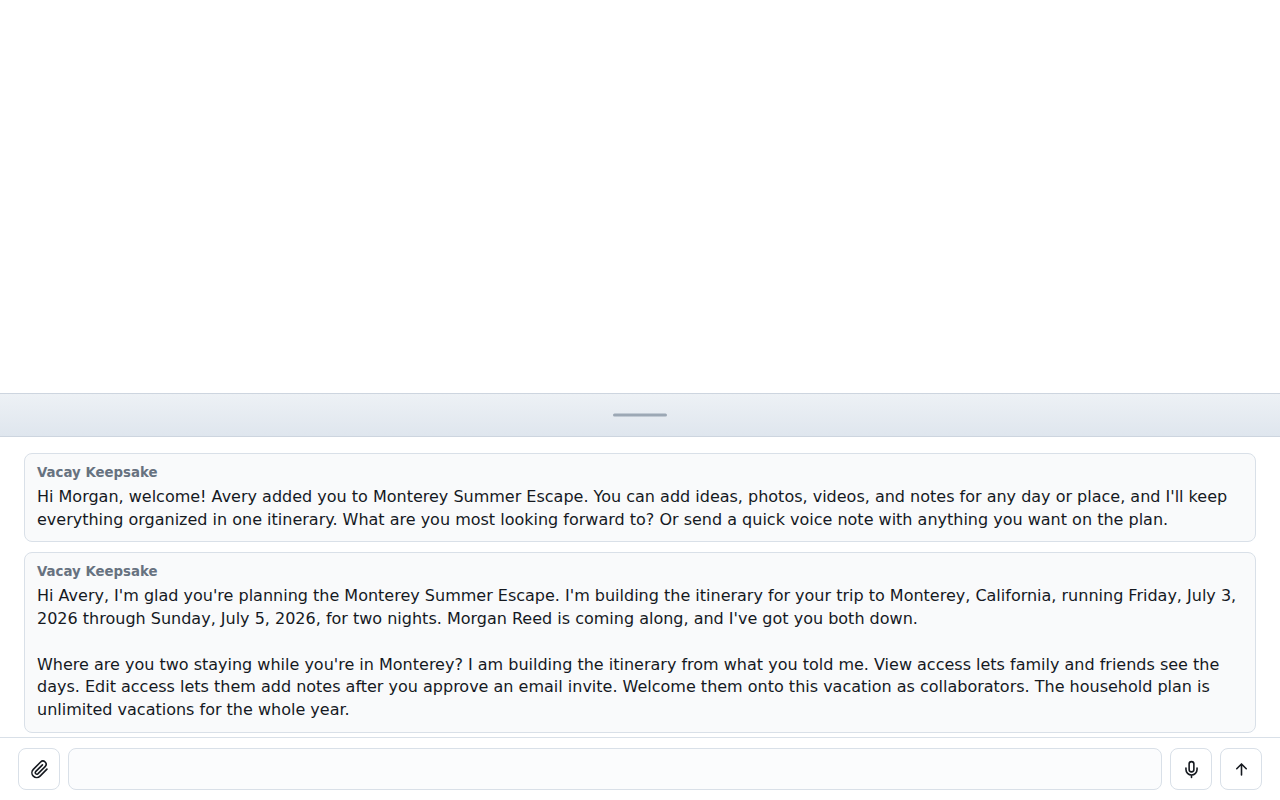 Vacay Keepsake
Hi Morgan, welcome! Avery added you to Monterey Summer Escape. You can add ideas, photos, videos, and notes for any day or place, and I'll keep
everything organized in one itinerary. What are you most looking forward to? Or send a quick voice note with anything you want on the plan.
Vacay Keepsake
Hi Avery, I'm glad you're planning the Monterey Summer Escape. I'm building the itinerary for your trip to Monterey, California, running Friday, July 3,
2026 through Sunday, July 5, 2026, for two nights. Morgan Reed is coming along, and I've got you both down.
Where are you two staying while you're in Monterey? I am building the itinerary from what you told me. View access lets family and friends see the
days. Edit access lets them add notes after you approve an email invite. Welcome them onto this vacation as collaborators. The household plan is
unlimited vacations for the whole year.